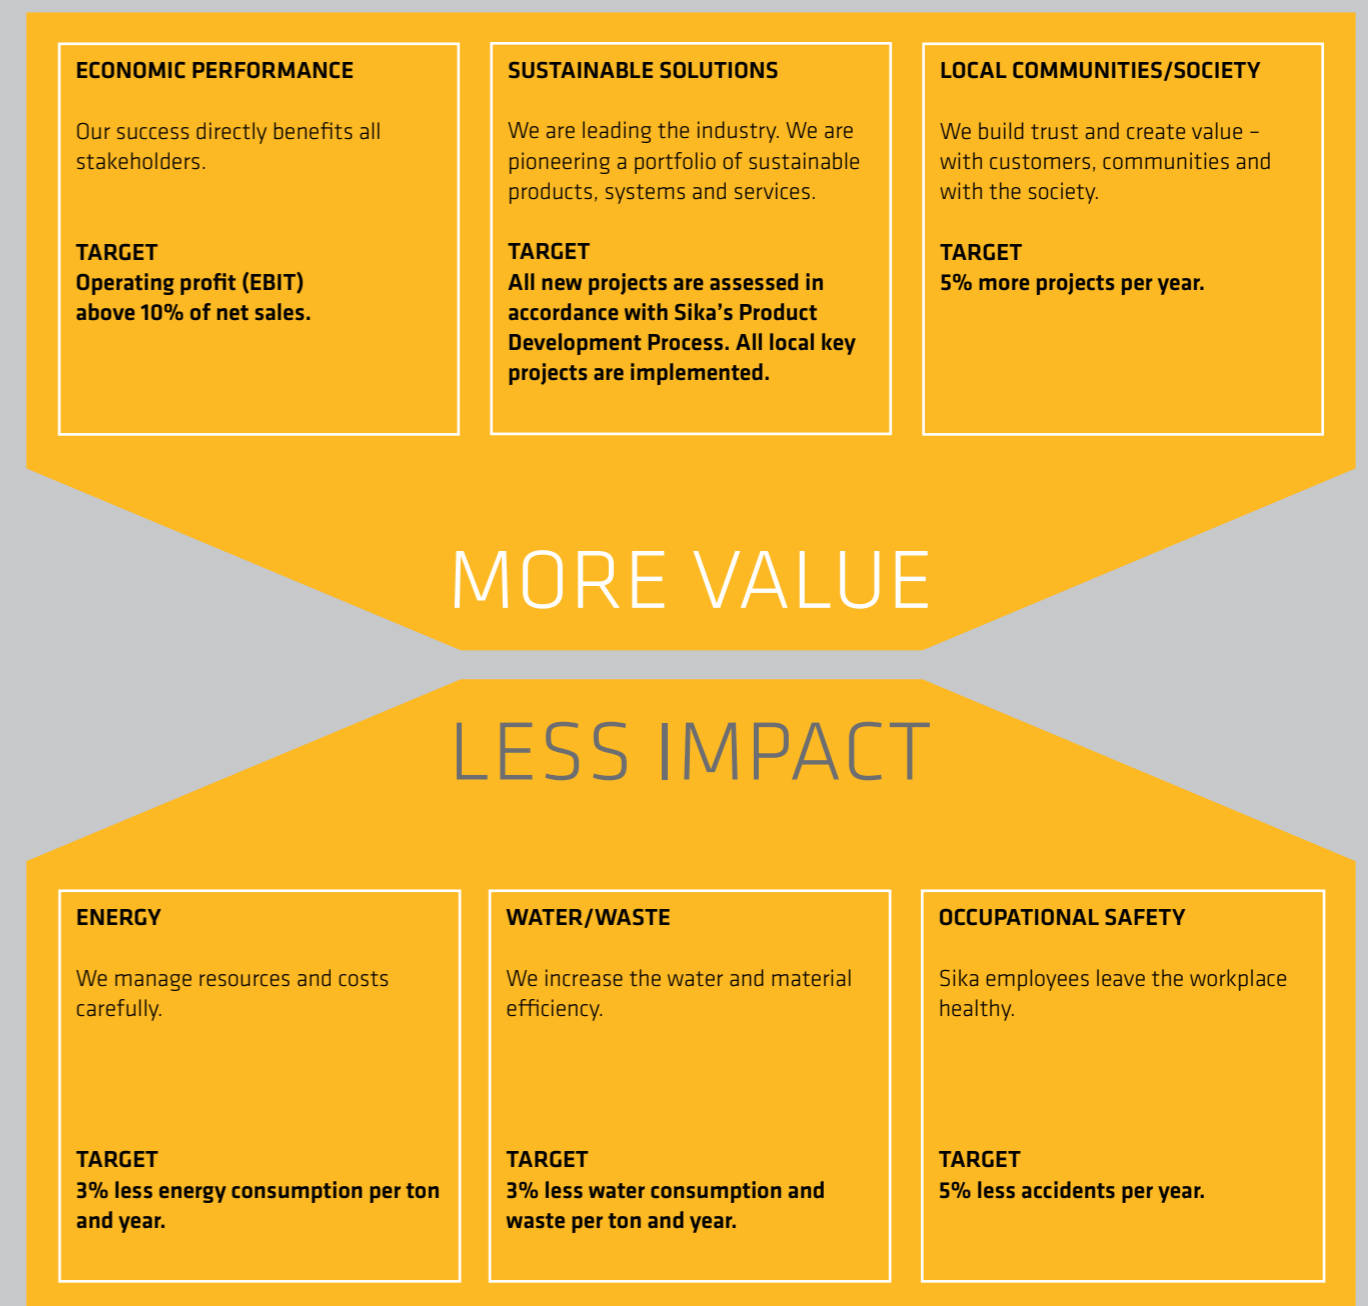 ECONOMIC PERFORMANCE
Our success directly benefits all
stakeholders.
TARGET
Operating profit (EBIT)
above 10% of net sales.
SUSTAINABLE SOLUTIONS
We are leading the industry. We are
pioneering a portfolio of sustainable
products, systems and services.
TARGET
All new projects are assessed in
accordance with Sika's Product
Development Process. All local key
projects are implemented.
LOCAL COMMUNITIES/SOCIETY
We build trust and create value –
with customers, communities and
with the society.
TARGET
5% more projects per year.
MORE VALUE
LESS IMPACT
ENERGY
We manage resources and costs
carefully.
TARGET
3% less energy consumption per ton
and year.
WATER/WASTE
We increase the water and material
efficiency.
TARGET
3% less water consumption and
waste per ton and year.
OCCUPATIONAL SAFETY
Sika employees leave the workplace
healthy.
TARGET
5% less accidents per year.